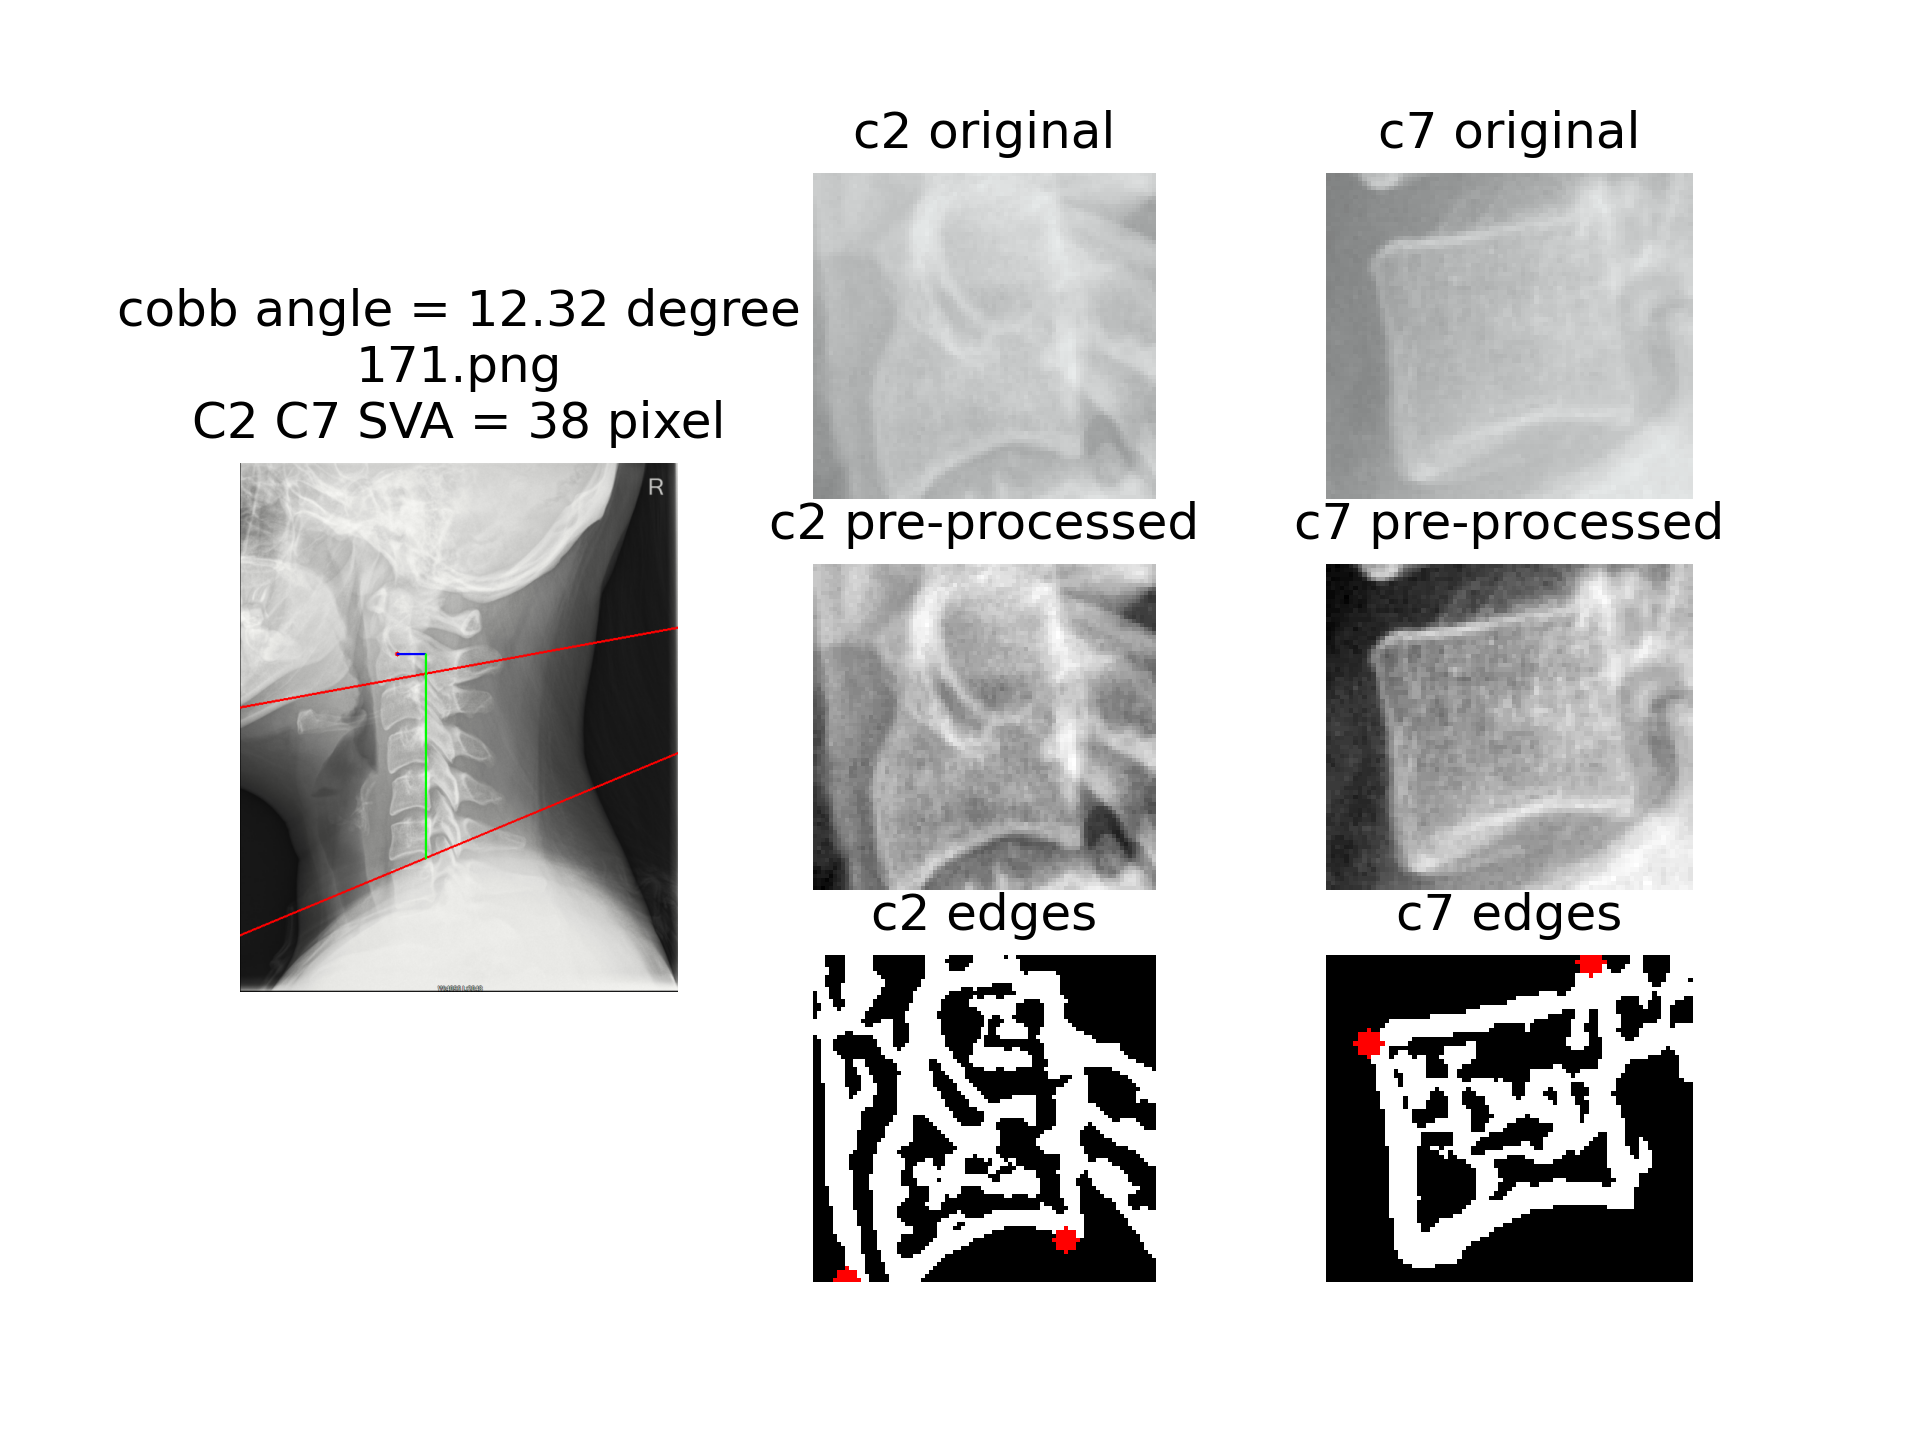 cobb angle = 12.32 degree
171.png
C2 C7 SVA = 38 pixel
R
c2 original
c7 original
c2 pre-processed
c7 pre-processed
c2 edges
c7 edges